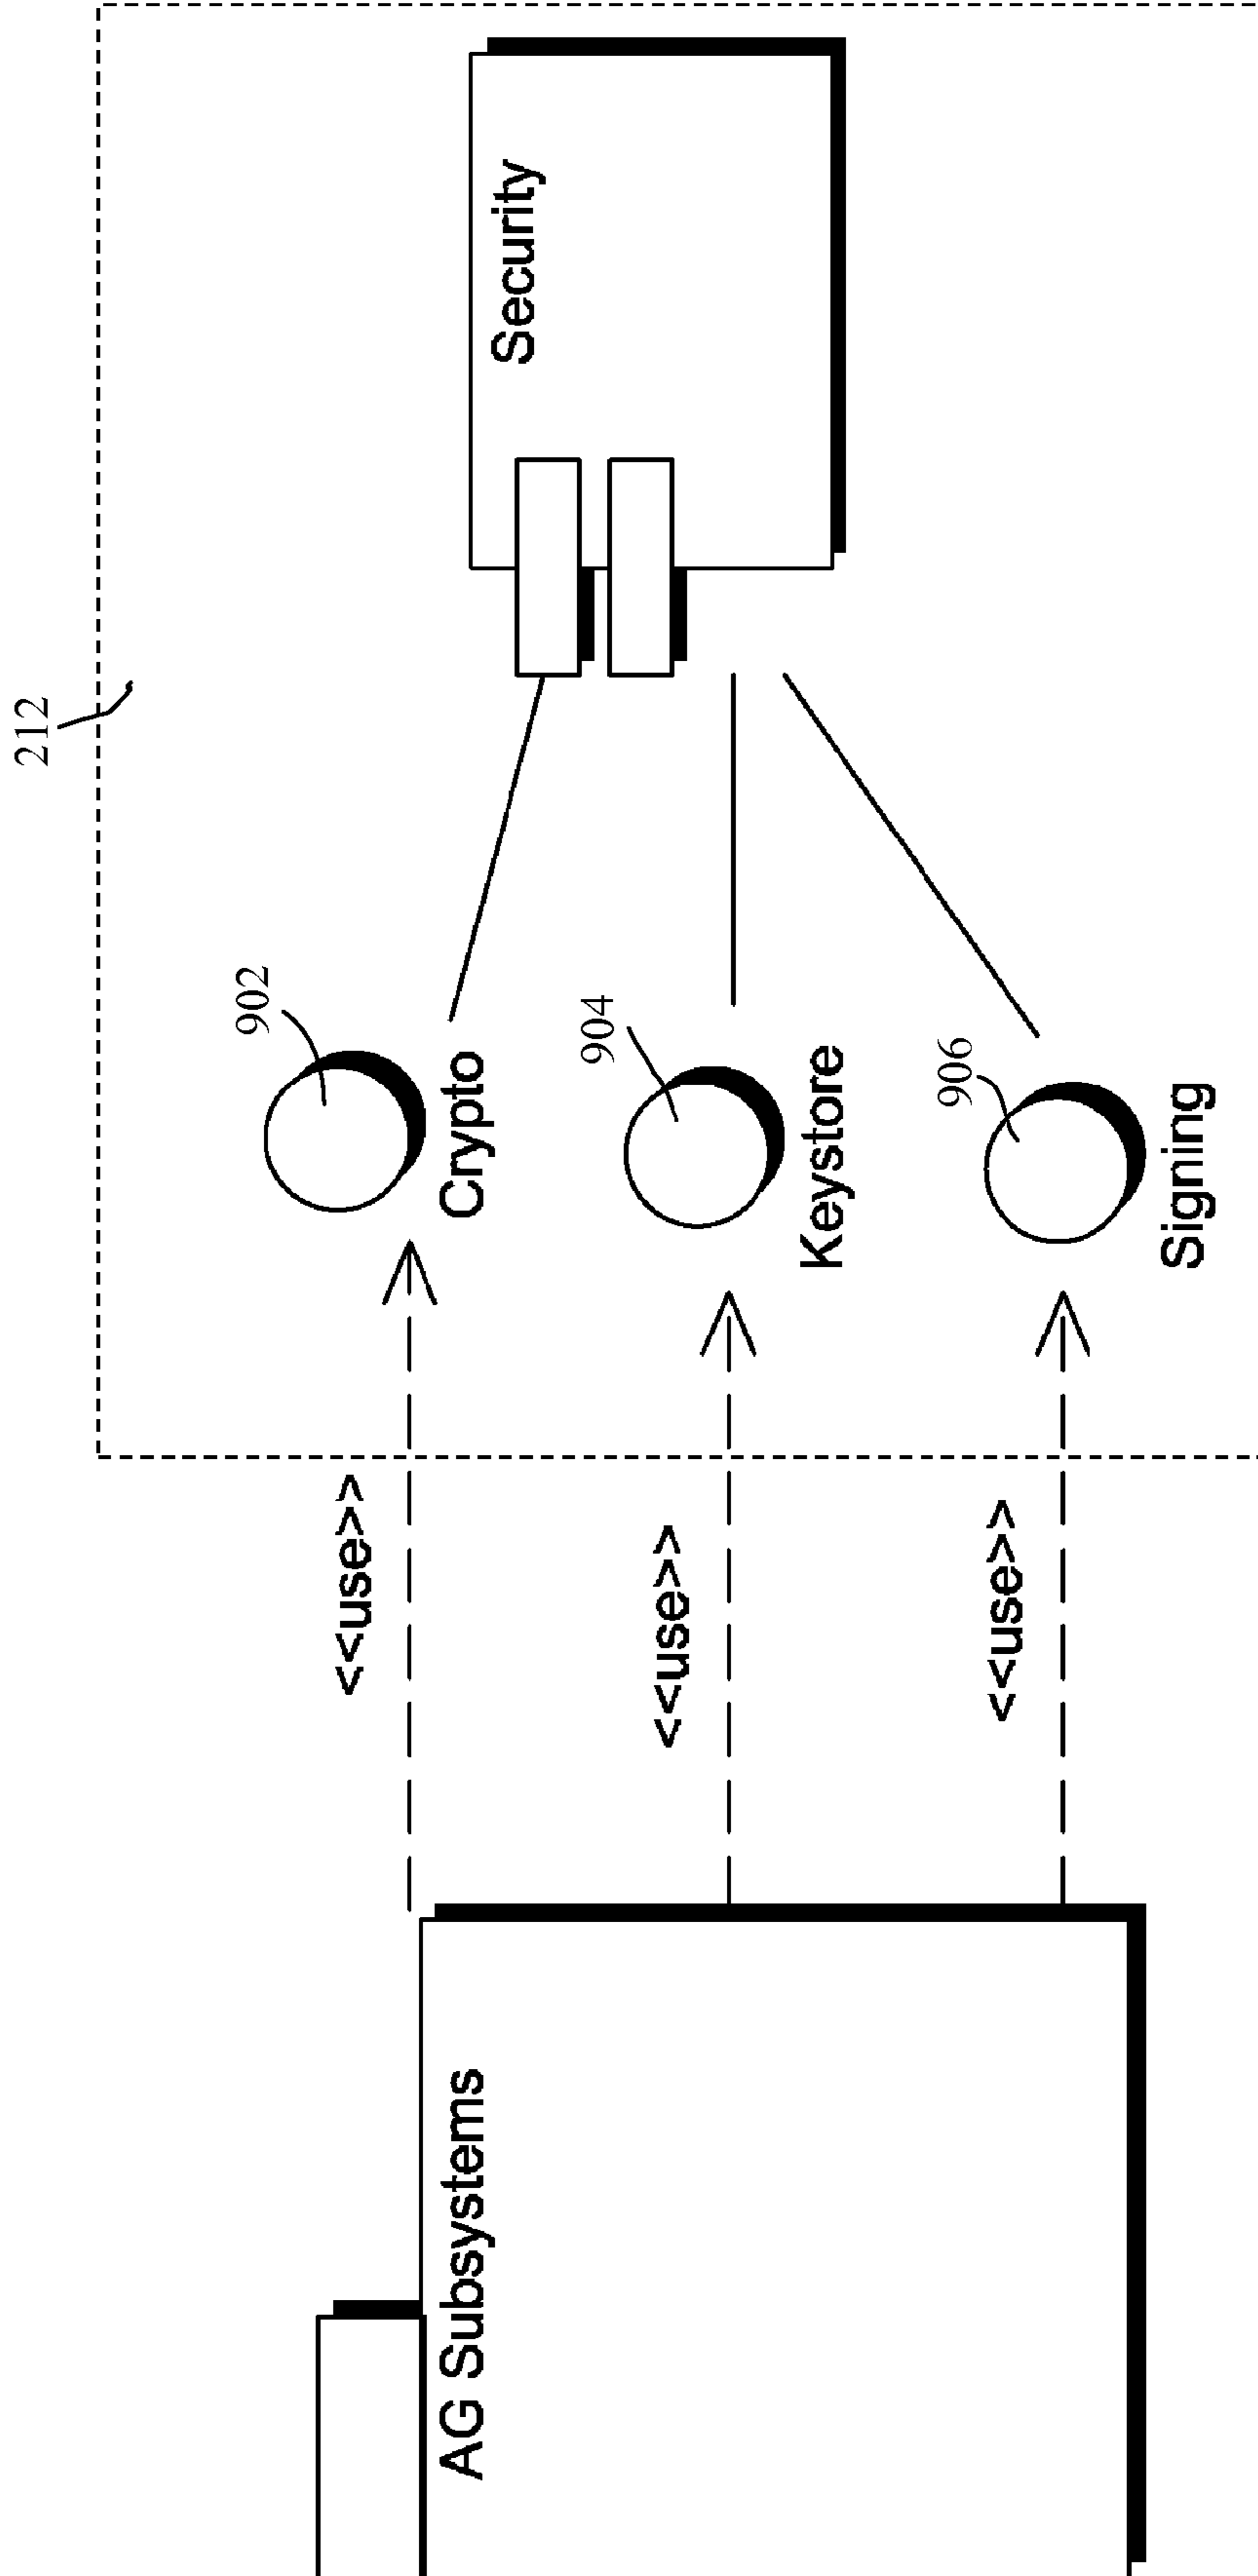 212
902
Crypto
Security
<<use>>
904
Keystore
<<use>>
906
Signing
<<use>>
AG Subsystems